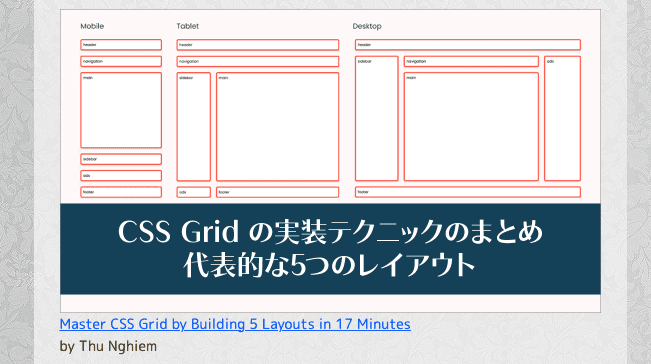 Mobile
header
navigation
main
sidebar
ads
footer
Tablet
header
navigation
sidebar
main
ads
footer
Desktop
header
sidebar
navigation
ads
main
footer
CSS Grid の実装テクニックのまとめ
代表的な5つのレイアウト
Master CSS Grid by Building 5 Layouts in 17 Minutes
by Thu Nghiem